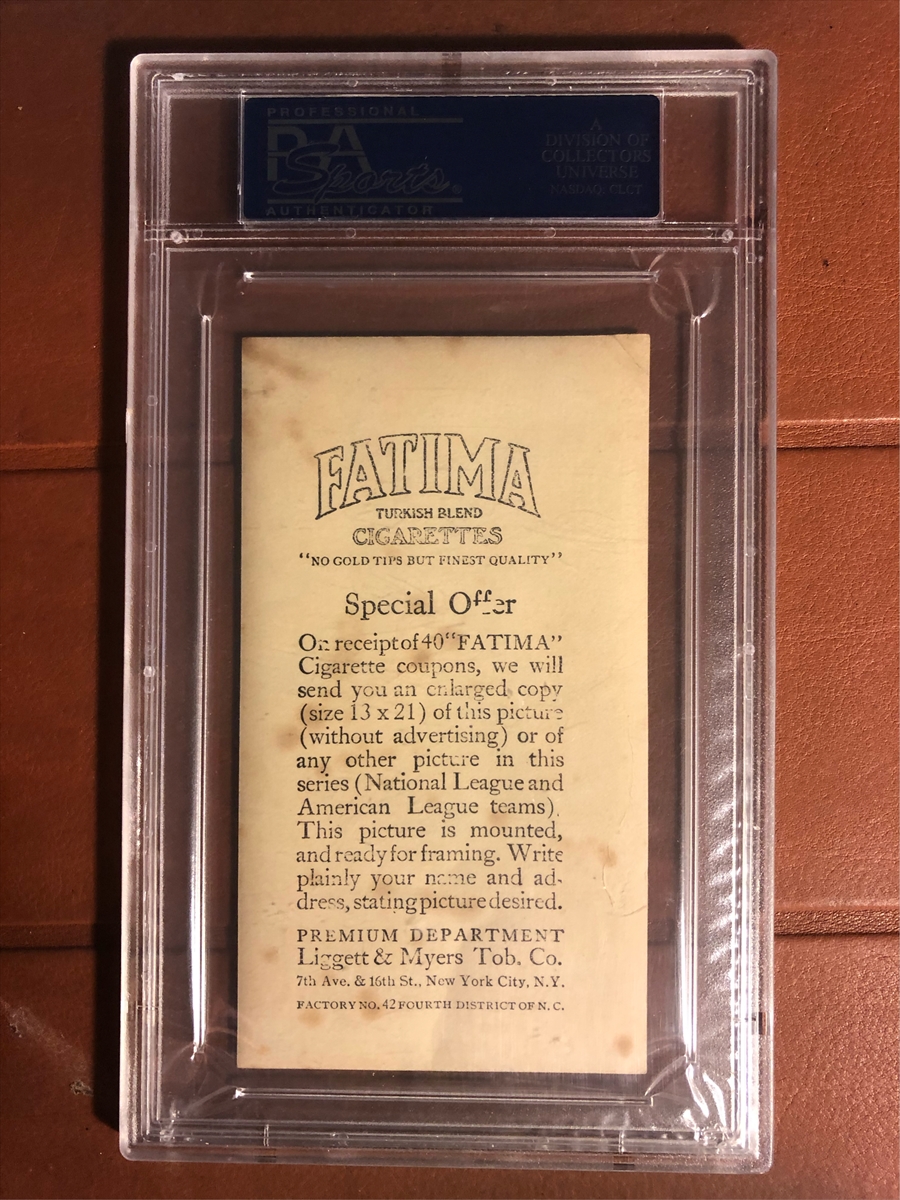 PROFESSIONAL
PSA
Sports®
AUTHENTICATOR
A
DIVISION OF
COLLECTORS
UNIVERSE
NASDAQ: CLCT
FATIMA
TURKISH BLEND
CIGARETTES
“NO GOLD TIPS BUT FINEST QUALITY”
Special Offer
On receipt of 40 “FATIMA”
Cigarette coupons, we will
send you an enlarged copy
(size 13 x 21) of this picture
(without advertising) or of
any other picture in this
series (National League and
American League teams).
This picture is mounted,
and ready for framing. Write
plainly your name and ad-
dress, stating picture desired.
PREMIUM DEPARTMENT
Liggett & Myers Tob. Co.
7th Ave. & 16th St., New York City, N.Y.
FACTORY NO. 42 FOURTH DISTRICT OF N. C.